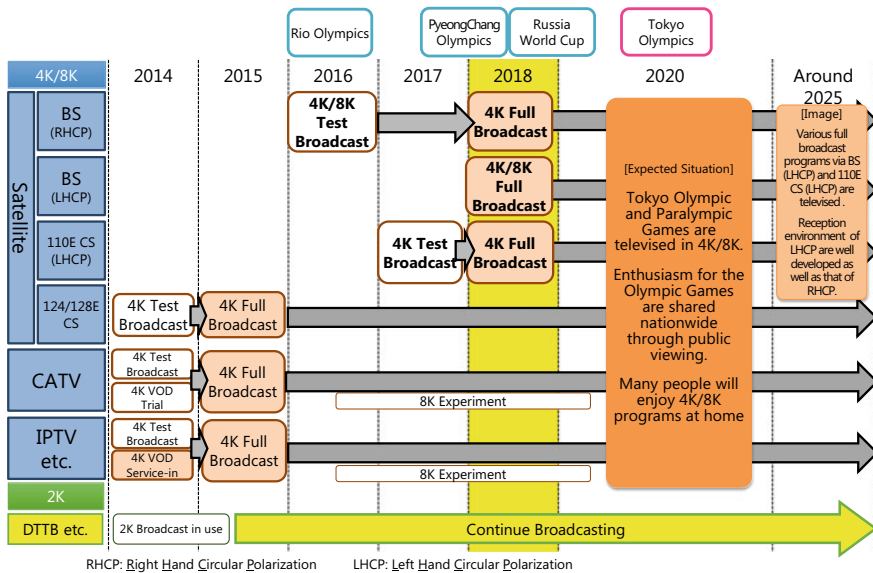 Rio Olympics
PyeongChang
Olympics
Russia
World Cup
Tokyo
Olympics
4K/8K
2014
2015
2016
2017
2018
2020
Around
2025
Satellite
BS
(RHCP)
4K/8K
Test
Broadcast
4K Full
Broadcast
BS
(LHCP)
4K/8K
Full
Broadcast
110E CS
(LHCP)
4K Test
Broadcast
4K Full
Broadcast
124/128E
CS
4K Test
Broadcast
4K Full
Broadcast
[Expected Situation]
Tokyo Olympic
and Paralympic
Games are
televised in 4K/8K.
Enthusiasm for the
Olympic Games
are shared
nationwide
through public
viewing.
Many people will
enjoy 4K/8K
programs at home
[Image]
Various full
broadcast
programs via BS
(LHCP) and 110E
CS (LHCP) are
televised .
Reception
environment of
LHCP are well
developed as
well as that of
RHCP.
CATV
4K Test
Broadcast
4K VOD
Trial
4K Full
Broadcast
8K Experiment
IPTV
etc.
4K Test
Broadcast
4K VOD
Service-in
4K Full
Broadcast
8K Experiment
2K
DTTB etc.
2K Broadcast in use
Continue Broadcasting
RHCP: Right Hand Circular Polarization
LHCP: Left Hand Circular Polarization